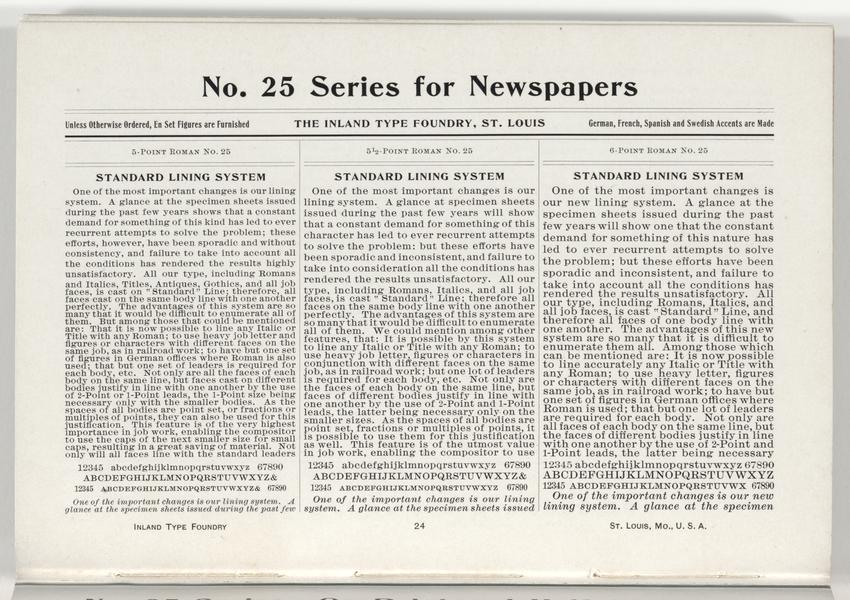 No. 25 Series for Newspapers
Unless Otherwise Ordered, En Set Figures are Furnished
THE INLAND TYPE FOUNDRY, ST. LOUIS
German, French, Spanish and Swedish Accents are Made
5-Point Roman No. 25
STANDARD LINING SYSTEM
One of the most important changes is our lining
system. A glance at the specimen sheets issued
during the past few years shows that a constant
demand for something of this kind has led to ever
recurrent attempts to solve the problem; these
efforts, however, have been sporadic and without
consistency, and failure to take into account all
the conditions has rendered the results highly
unsatisfactory. All our type, including Romans
and Italics, Titles, Antiques, Gothics, and all job
faces, is cast on "Standard" Line; therefore, all
faces cast on the same body line with one another
perfectly. The advantages of this system are so
many that it would be difficult to enumerate all of
them. But among those that could be mentioned
are: That it is now possible to line any Italic or
Title with any Roman; to use heavy job letter and
figures or characters with different faces on the
same job, as in railroad work; to have but one set
of figures in German offices where Roman is also
used; that but one set of leaders is required for
each body, etc. Not only are all the faces of each
body on the same line, but faces cast on different
bodies justify in line with one another by the use
of 2-Point or 1-Point leads, the 1-Point size being
necessary only with the smaller bodies. As the
spaces of all bodies are point set, or fractions or
multiples of points, they can also be used for this
justification. This feature is of the very highest
importance in job work, enabling the compositor
to use the caps of the next smaller size for small
caps, resulting in a great saving of material. Not
only will all faces line with the standard leaders
12345 abcdefghijklmnopqrstuvwxyz 67890
ABCDEFGHIJKLMNOPQRSTUVWXYZ&
12345 ABCDEFGHIJKLMNOPQRSTUVWXYZ& 67890
One of the important changes is our lining system. A
glance at the specimen sheets issued during the past few
5½-Point Roman No. 25
STANDARD LINING SYSTEM
One of the most important changes is our
lining system. A glance at specimen sheets
issued during the past few years will show
that a constant demand for something of this
character has led to ever recurrent attempts
to solve the problem: but these efforts have
been sporadic and inconsistent, and failure to
take into consideration all the conditions has
rendered the results unsatisfactory. All our
type, including Romans, Italics, and all job
faces, is cast "Standard" Line; therefore all
faces on the same body line with one another
perfectly. The advantages of this system are
so many that it would be difficult to enumerate
all of them. We could mention among other
features, that: It is possible by this system
to line any Italic or Title with any Roman; to
use heavy job letter, figures or characters in
conjunction with different faces on the same
job, as in railroad work; but one lot of leaders
is required for each body, etc. Not only are
the faces of each body on the same line, but
faces of different bodies justify in line with
one another by the use of 2-Point and 1-Point
leads, the latter being necessary only on the
smaller sizes. As the spaces of all bodies are
point set, fractions or multiples of points, it
is possible to use them for this justification
as well. This feature is of the utmost value
in job work, enabling the compositor to use
12345 abcdefghijklmnopqrstuvwxyz 67890
ABCDEFGHIJKLMNOPQRSTUVWXYZ&
12345 ABCDEFGHIJKLMNOPQRSTUVWXYZ& 67890
One of the important changes is our lining
system. A glance at the specimen sheets issued
6-Point Roman No. 25
STANDARD LINING SYSTEM
One of the most important changes is
our new lining system. A glance at the
specimen sheets issued during the past
few years will show one that the constant
demand for something of this nature has
led to ever recurrent attempts to solve
the problem; but these efforts have been
sporadic and inconsistent, and failure to
take into account all the conditions has
rendered the results unsatisfactory. All
our type, including Romans, Italics, and
all job faces, is cast "Standard" Line, and
therefore all faces of one body line with
one another. The advantages of this new
system are so many that it is difficult to
enumerate them all. Among those which
can be mentioned are: It is now possible
to line accurately any Italic or Title with
any Roman; to use heavy letter, figures
or characters with different faces on the
same job, as in railroad work; to have but
one set of figures in German offices where
Roman is used; that but one lot of leaders
are required for each body. Not only are
all faces of each body on the same line, but
the faces of different bodies justify in line
with one another by the use of 2-Point and
1-Point leads, the latter being necessary
12345 abcdefghijklmnopqrstuvwxyz 67890
ABCDEFGHIJKLMNOPQRSTUVWXYZ
12345 ABCDEFGHIJKLMNOPQRSTUVWX 67890
One of the important changes is our new
lining system. A glance at the specimen
Inland Type Foundry
24
St. Louis, Mo., U. S. A.